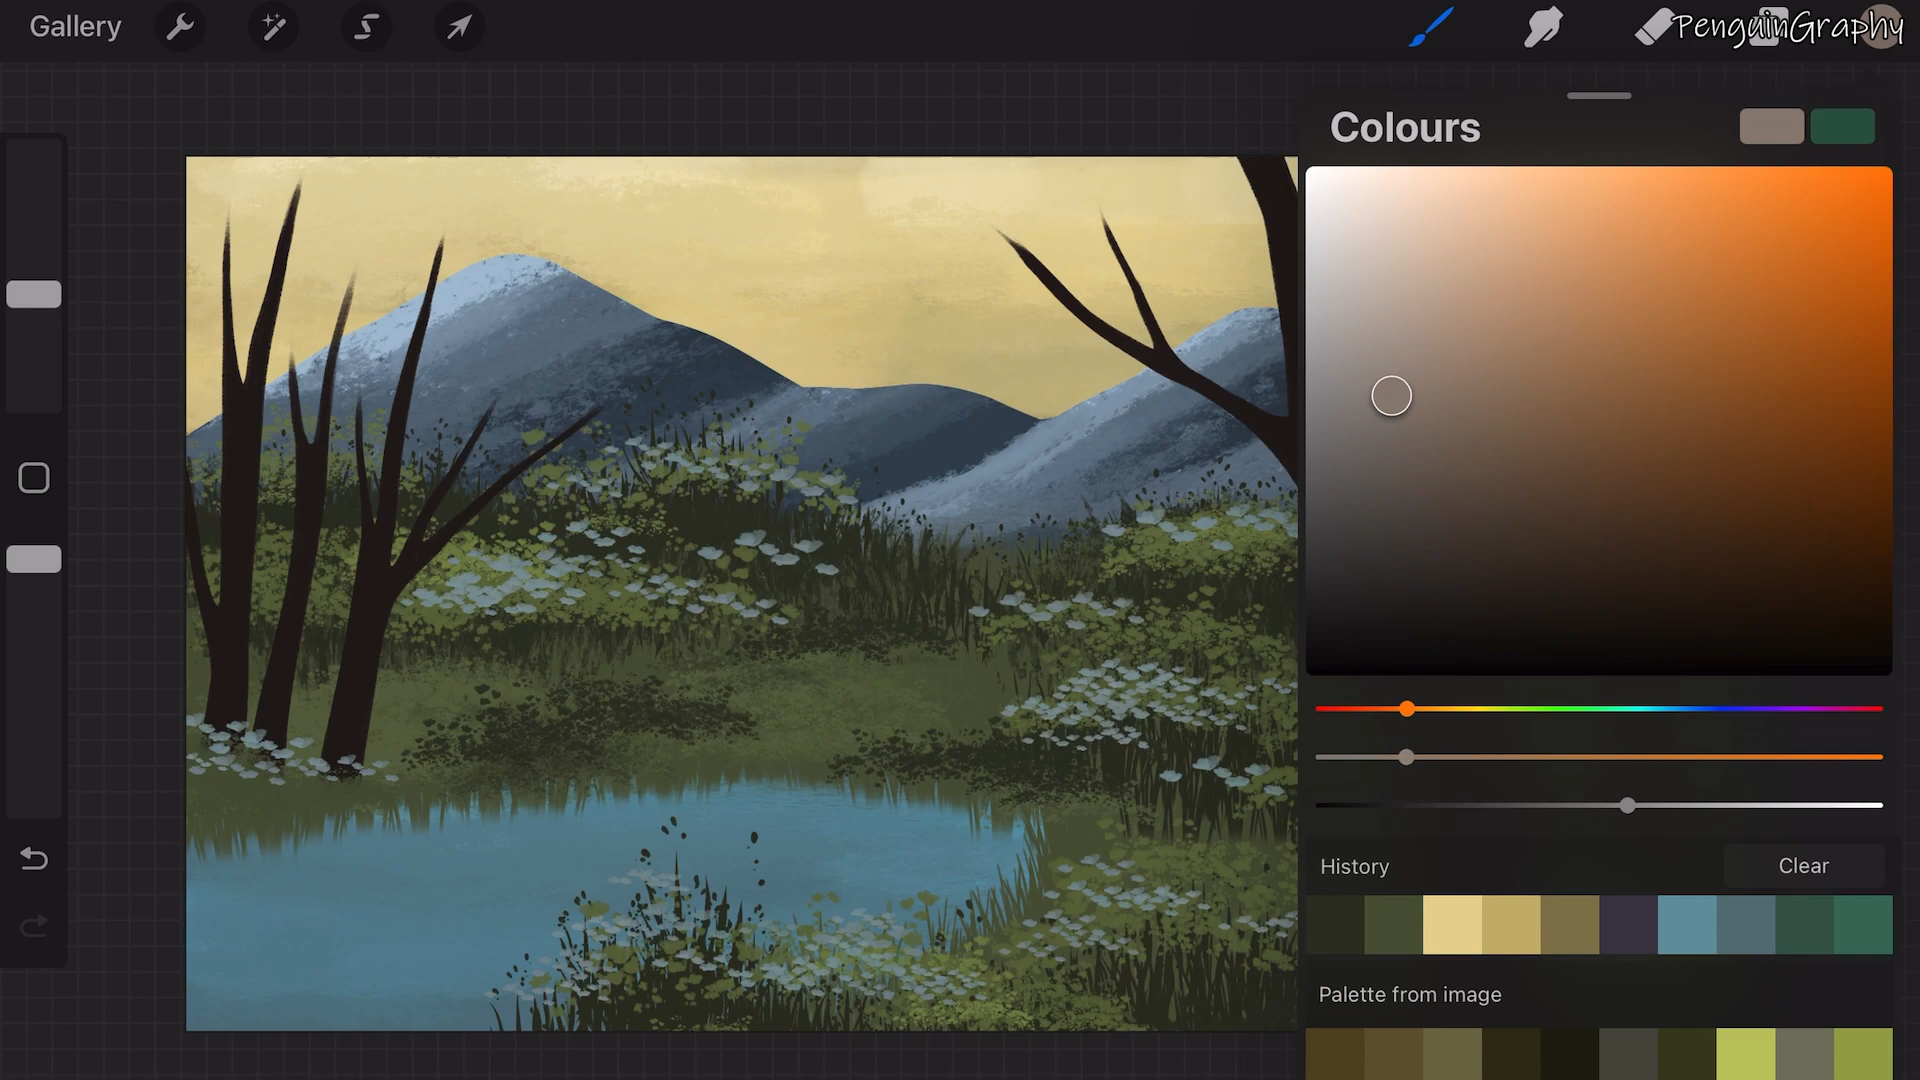 Gallery
PenguinGraphy
Colours
History
Clear
Palette from image